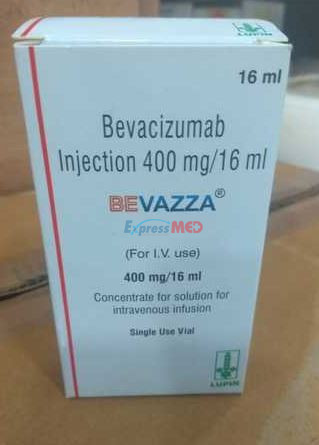 LUPIN
16 ml
Bevacizumab
Injection 400 mg/16 ml
BEVAZZA®
ExpressMED
(For I.V. use)
400 mg/16 ml
Concentrate for solution for
intravenous infusion
Single Use Vial
LUPIN